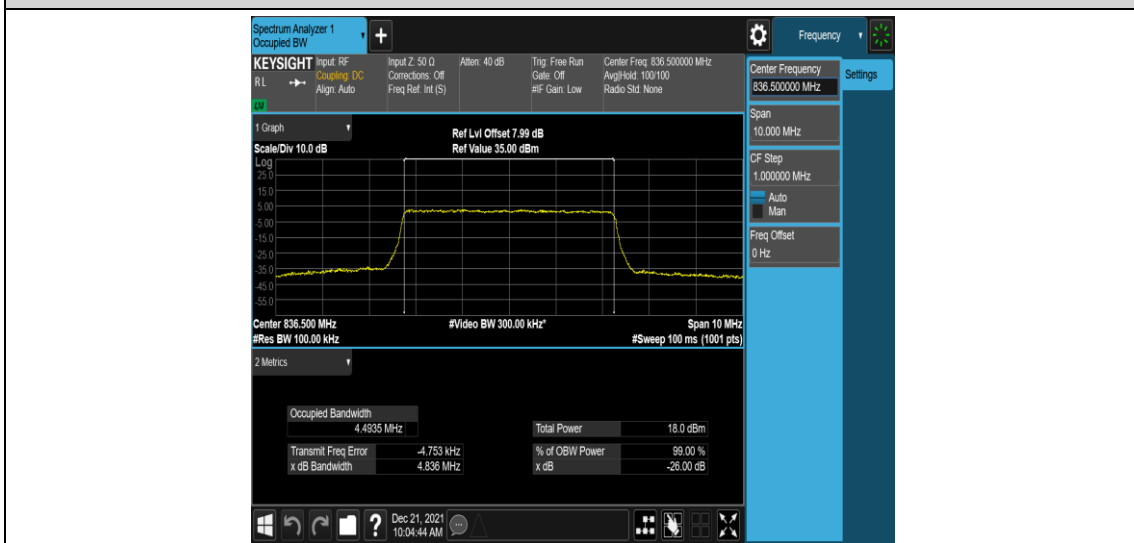 Spectrum Analyzer 1
Occupied BW
+
Frequency
KEYSIGHT Input: RF Input Z: 50 Ω Atten: 40 dB Trig: Free Run Center Freq: 836.500000 MHz
RL Coupling: DC Corrections: Off Gate: Off Avg|Hold: 100/100
Align: Auto Freq Ref: Int (S) #IF Gain: Low Radio Std: None
Center Frequency
836.500000 MHz
Settings
Span
10.000 MHz
CF Step
1.000000 MHz
Auto
Man
Freq Offset
0 Hz
1 Graph
Ref Lvl Offset 7.99 dB
Scale/Div 10.0 dB Ref Value 35.00 dBm
Log
25.0
15.0
5.00
-5.00
-15.0
-25.0
-35.0
-45.0
-55.0
Center 836.500 MHz #Video BW 300.00 kHz* Span 10 MHz
#Res BW 100.00 kHz #Sweep 100 ms (1001 pts)
2 Metrics
Occupied Bandwidth
4.4935 MHz Total Power 18.0 dBm
Transmit Freq Error -4.753 kHz % of OBW Power 99.00 %
x dB Bandwidth 4.836 MHz x dB -26.00 dB
? Dec 21, 2021
10:04:44 AM